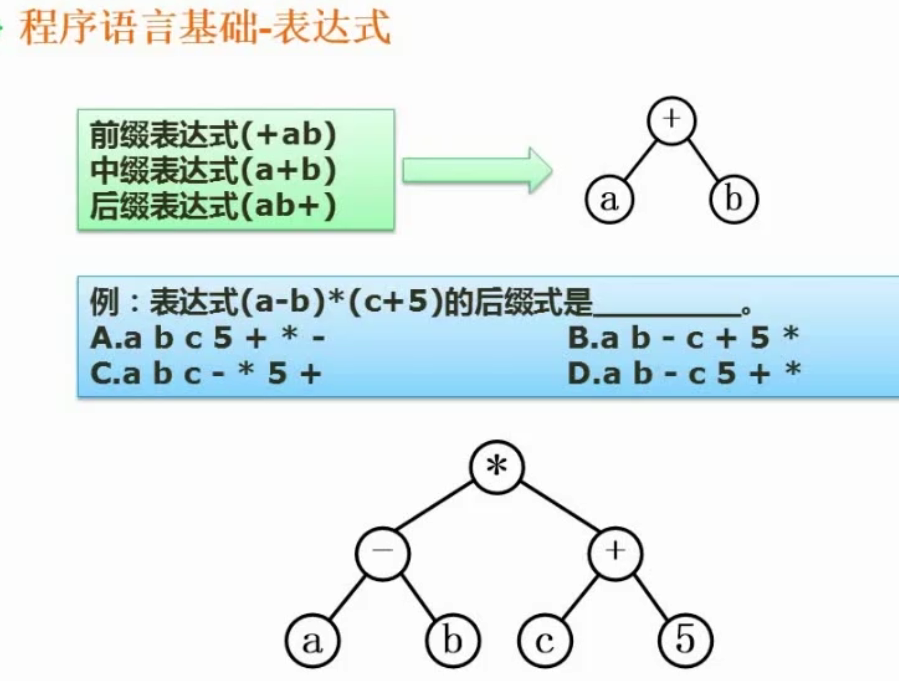 程序语言基础-表达式
前缀表达式(+ab)
中缀表达式(a+b)
后缀表达式(ab+)
+
a b
例：表达式(a-b)*(c+5)的后缀式是__________。
A.a b c 5 + * - B.a b - c + 5 *
C.a b c - * 5 + D.a b - c 5 + *
*
− +
a b c 5